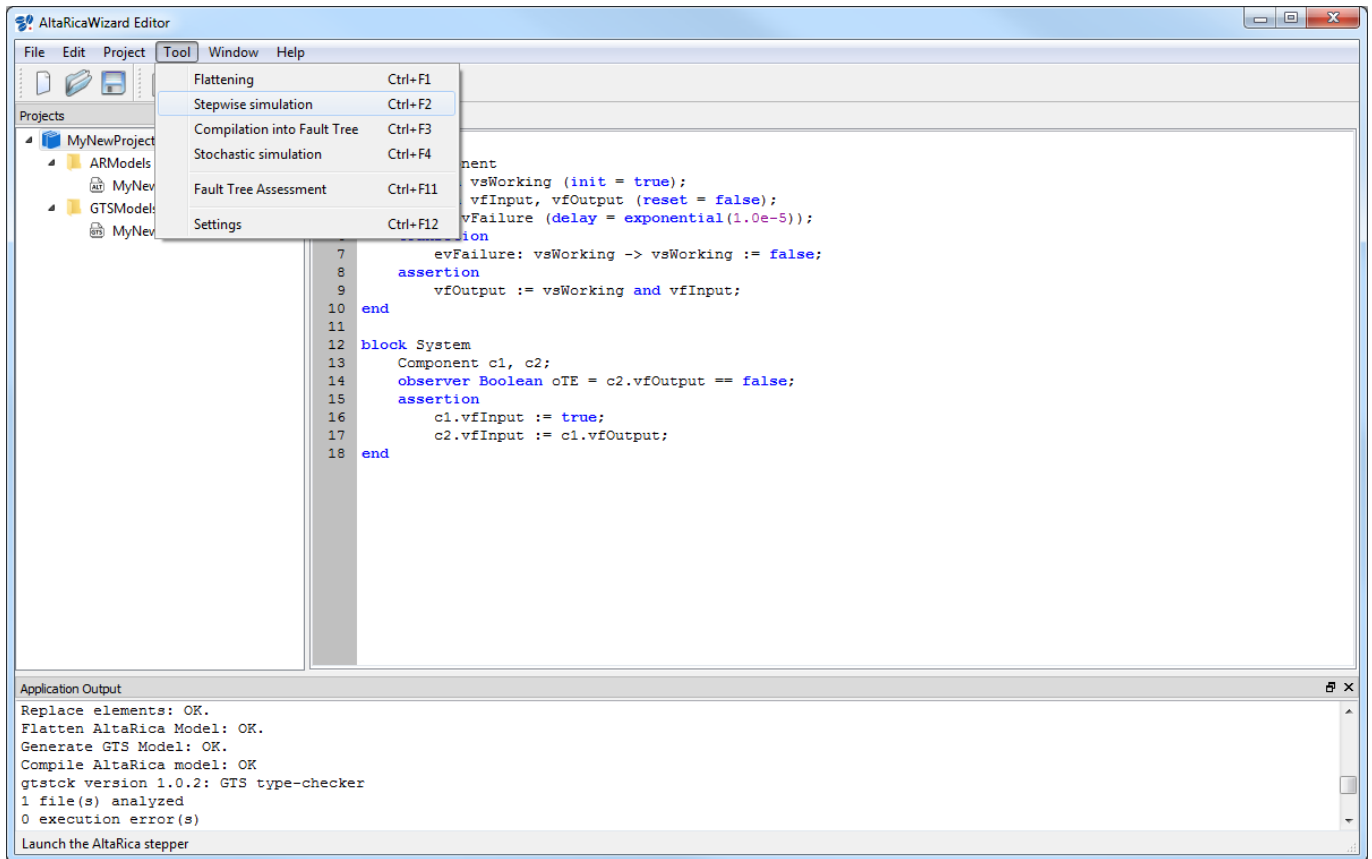 AltaRicaWizard Editor
File Edit Project Tool Window Help
Flattening Ctrl+F1
Stepwise simulation Ctrl+F2
Compilation into Fault Tree Ctrl+F3
Stochastic simulation Ctrl+F4
Fault Tree Assessment Ctrl+F11
Settings Ctrl+F12
Projects
MyNewProject
ARModels
MyNew
GTSModels
MyNew
nent
vsWorking (init = true);
vfInput, vfOutput (reset = false);
vFailure (delay = exponential(1.0e-5));
ion
7 evFailure: vsWorking -> vsWorking := false;
8 assertion
9 vfOutput := vsWorking and vfInput;
10 end
11
12 block System
13 Component c1, c2;
14 observer Boolean oTE = c2.vfOutput == false;
15 assertion
16 c1.vfInput := true;
17 c2.vfInput := c1.vfOutput;
18 end
Application Output
Replace elements: OK.
Flatten AltaRica Model: OK.
Generate GTS Model: OK.
Compile AltaRica model: OK
gtstck version 1.0.2: GTS type-checker
1 file(s) analyzed
0 execution error(s)
Launch the AltaRica stepper